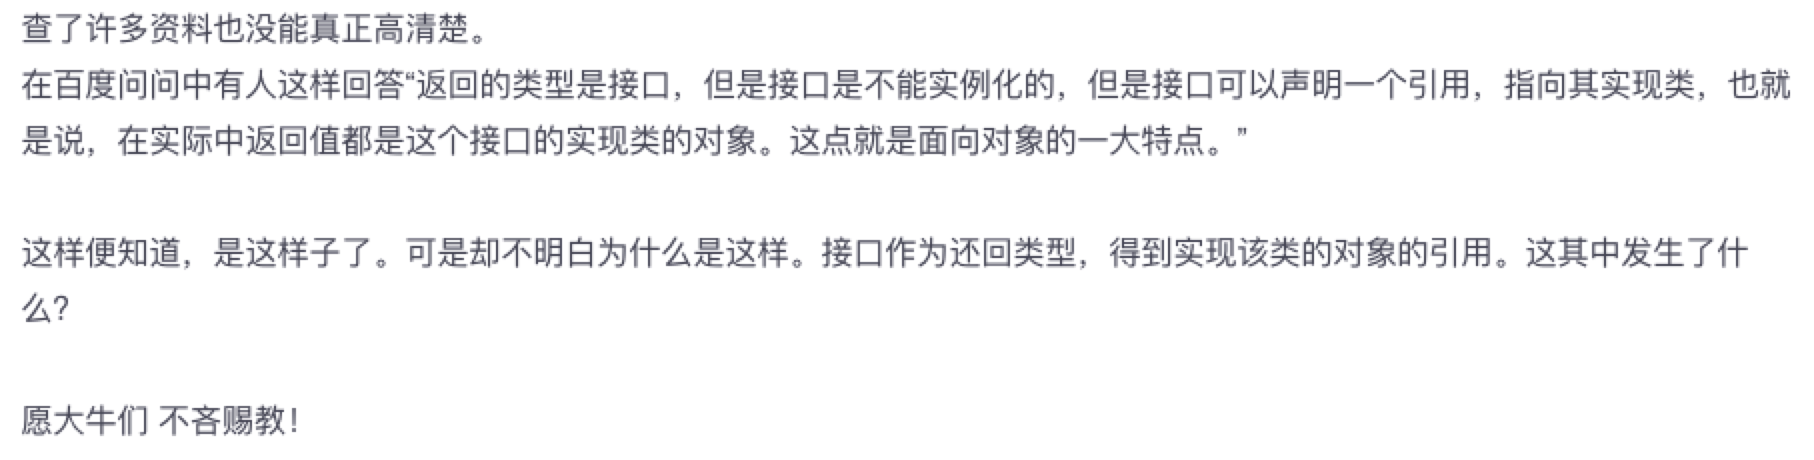 查了许多资料也没能真正高清楚。
在百度问问中有人这样回答“返回的类型是接口，但是接口是不能实例化的，但是接口可以声明一个引用，指向其实现类，也就
是说，在实际中返回值都是这个接口的实现类的对象。这点就是面向对象的一大特点。”
这样便知道，是这样子了。可是却不明白为什么是这样。接口作为还回类型，得到实现该类的对象的引用。这其中发生了什
么？
愿大牛们 不吝赐教！